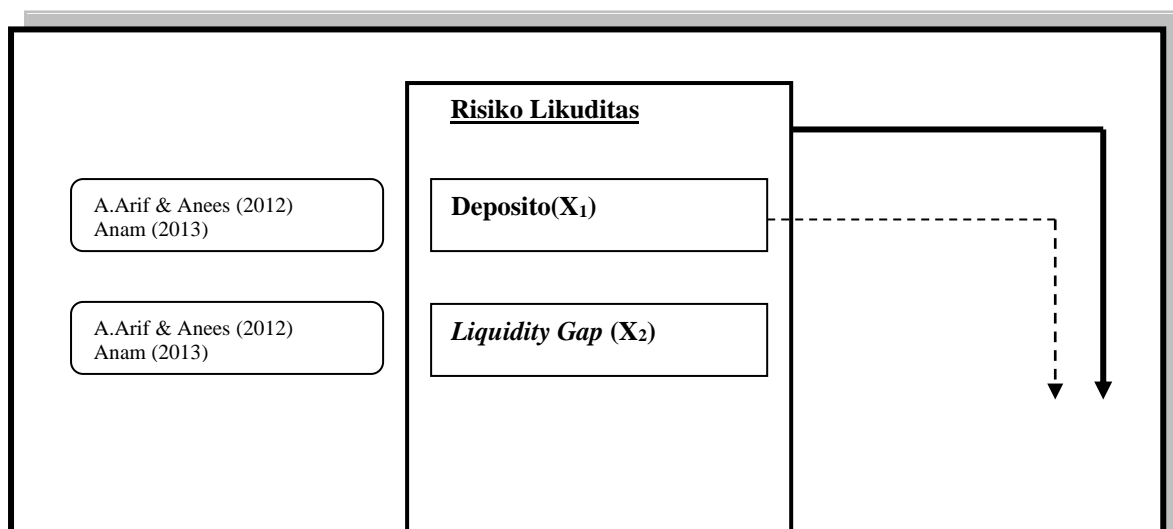 Risiko Likuditas
A.Arif & Anees (2012)
Anam (2013)
Deposito(X₁)
A.Arif & Anees (2012)
Anam (2013)
Liquidity Gap (X₂)